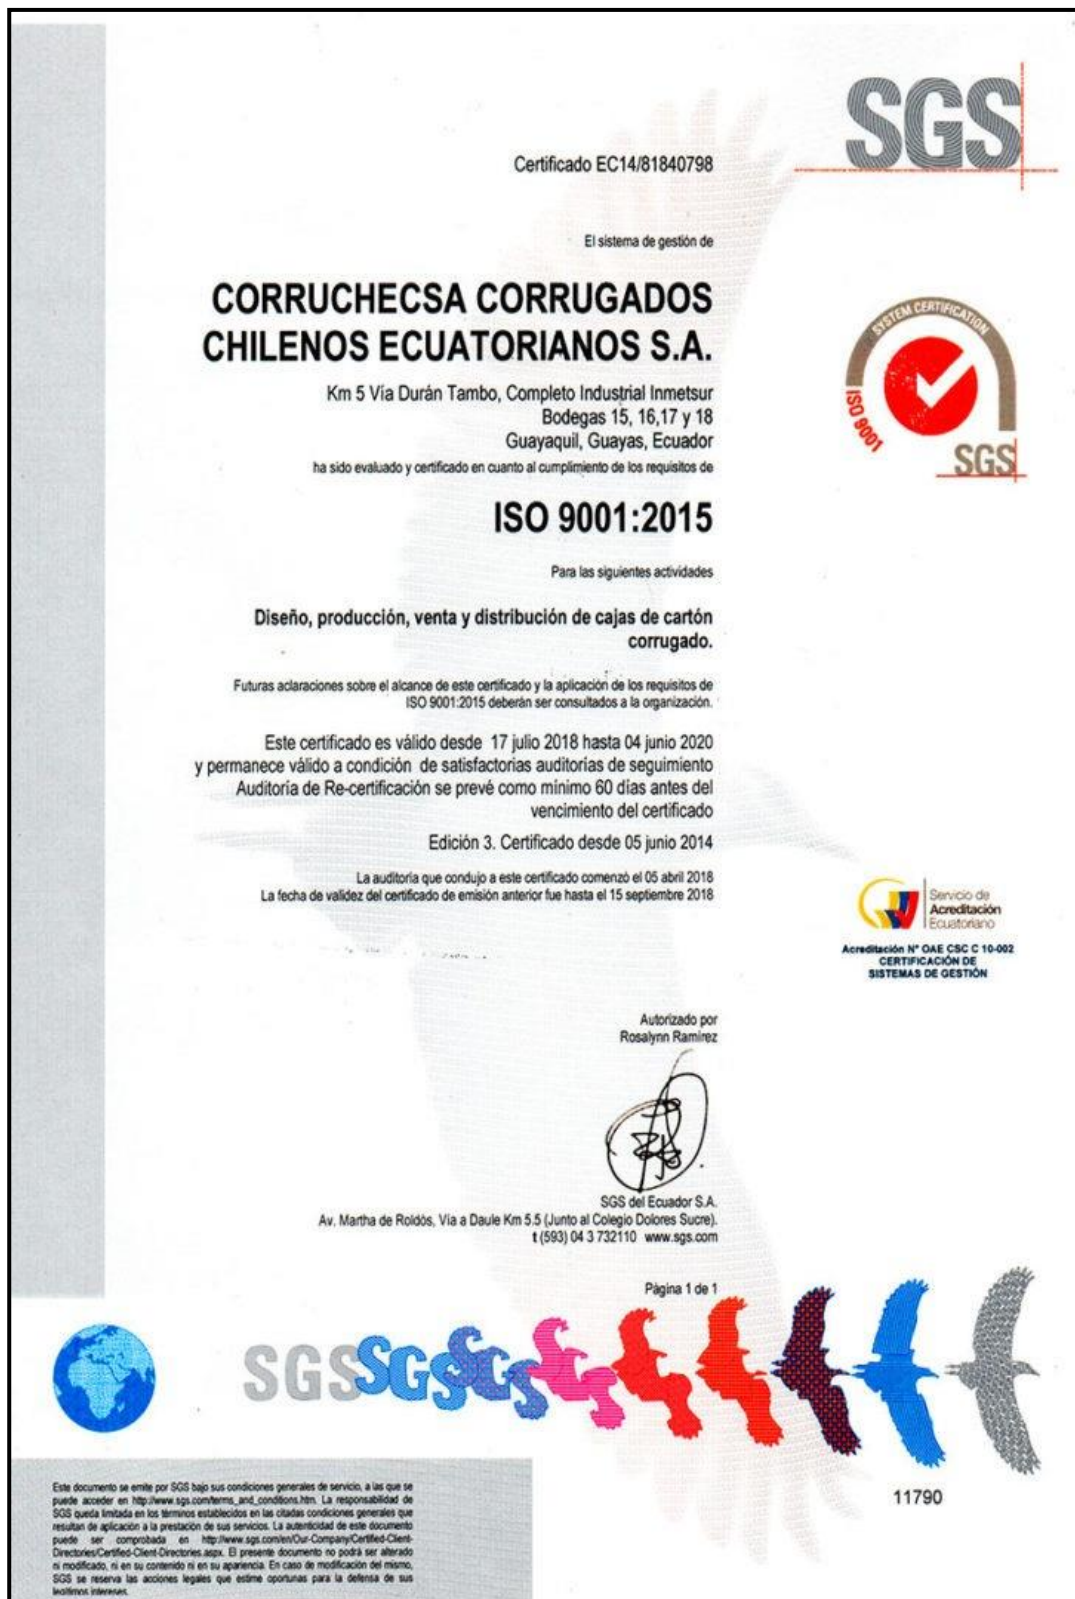 SGS
Certificado EC14/81840798
El sistema de gestión de
CORRUCHECSA CORRUGADOS
CHILENOS ECUATORIANOS S.A.
SYSTEM CERTIFICATION
ISO 9001
SGS
Km 5 Vía Durán Tambo, Completo Industrial Inmetsur
Bodegas 15, 16,17 y 18
Guayaquil, Guayas, Ecuador
ha sido evaluado y certificado en cuanto al cumplimiento de los requisitos de
ISO 9001:2015
Para las siguientes actividades
Diseño, producción, venta y distribución de cajas de cartón
corrugado.
Futuras aclaraciones sobre el alcance de este certificado y la aplicación de los requisitos de
ISO 9001:2015 deberán ser consultados a la organización.
Este certificado es válido desde 17 julio 2018 hasta 04 junio 2020
y permanece válido a condición de satisfactorias auditorias de seguimiento
Auditoría de Re-certificación se prevé como mínimo 60 días antes del
vencimiento del certificado
Edición 3. Certificado desde 05 junio 2014
La auditoría que condujo a este certificado comenzó el 05 abril 2018
La fecha de validez del certificado de emisión anterior fue hasta el 15 septiembre 2018
Servicio de
Acreditación
Ecuatoriano
Acreditación N° OAE CSC C 10-002
CERTIFICACIÓN DE
SISTEMAS DE GESTIÓN
Autorizado por
Rosalynn Ramírez
SGS del Ecuador S.A.
Av. Martha de Roldós, Vía a Daule Km 5.5 (Junto al Colegio Dolores Sucre).
t (593) 04 3 732110 www.sgs.com
Página 1 de 1
SGS SGS SGS
11790
Este documento se emite por SGS bajo sus condiciones generales de servicio, a las que se
puede acceder en http://www.sgs.com/terms_and_conditions.htm. La responsabilidad de
SGS queda limitada en los términos establecidos en las citadas condiciones generales que
resultan de aplicación a la prestación de sus servicios. La autenticidad de este documento
puede ser comprobada en http://www.sgs.com/en/Our-Company/Certified-Client-
Directories/Certified-Client-Directories.aspx. El presente documento no podrá ser alterado
ni modificado, ni en su contenido ni en su apariencia. En caso de modificación del mismo,
SGS se reserva las acciones legales que estime oportunas para la defensa de sus
legítimos intereses.